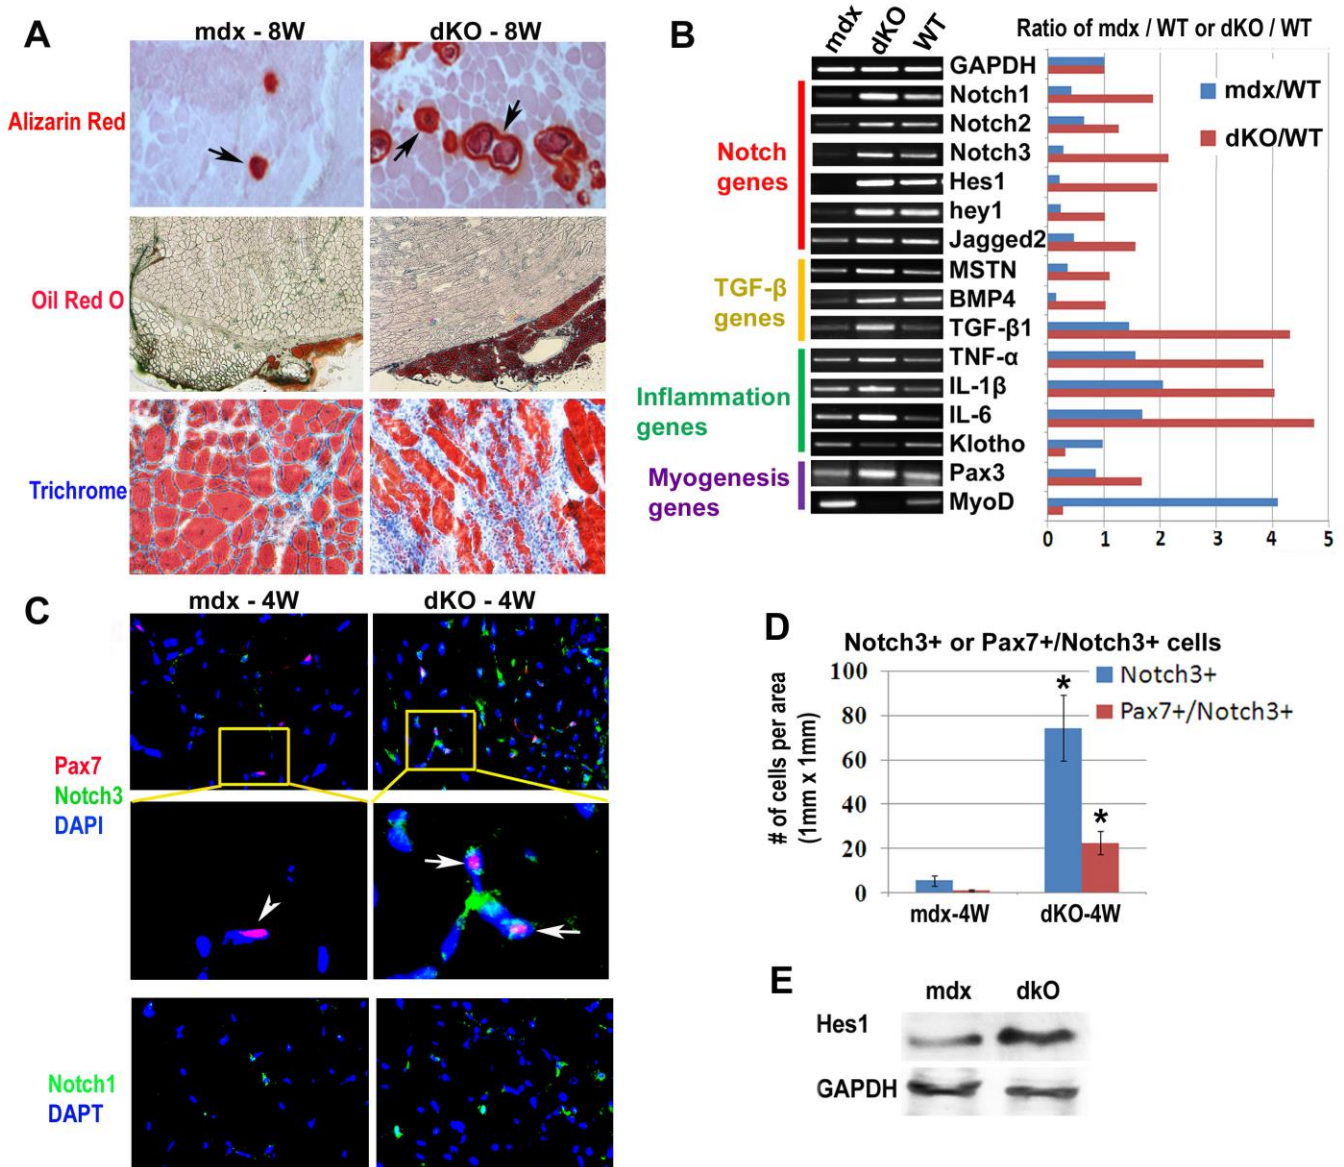 A
mdx - 8W
dKO - 8W
Alizarin Red
Oil Red O
Trichrome
B
mdx
dKO
WT
Ratio of mdx / WT or dKO / WT
GAPDH
Notch1
Notch2
Notch3
Hes1
hey1
Jagged2
MSTN
BMP4
TGF-β1
TNF-α
IL-1β
IL-6
Klotho
Pax3
MyoD
Notch
genes
TGF-β
genes
Inflammation
genes
Myogenesis
genes
mdx/WT
dKO/WT
0 1 2 3 4 5
C
mdx - 4W
dKO - 4W
Pax7
Notch3
DAPI
Notch1
DAPT
D
Notch3+ or Pax7+/Notch3+ cells
# of cells per area
(1mm x 1mm)
100
80
60
40
20
0
*
*
Notch3+
Pax7+/Notch3+
mdx-4W
dKO-4W
E
mdx
dkO
Hes1
GAPDH